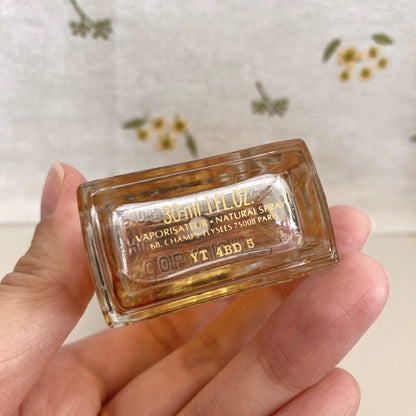 30 ml 1 FL.OZ.
VAPORISATEUR • NATURAL SPRAY
68, CHAMPS ELYSEES 75008 PARIS
YT 4BD 5